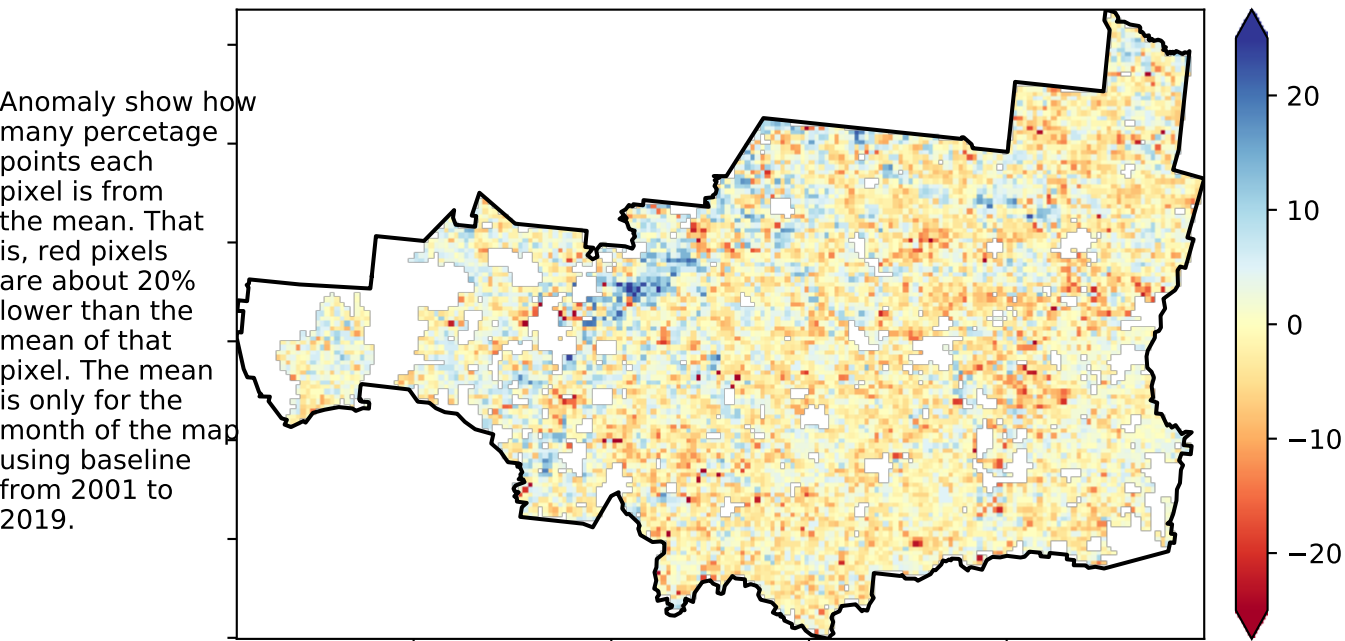 Anomaly show how
many percetage
points each
pixel is from
the mean. That
is, red pixels
are about 20%
lower than the
mean of that
pixel. The mean
is only for the
month of the map
using baseline
from 2001 to
2019.
20
10
0
−10
−20